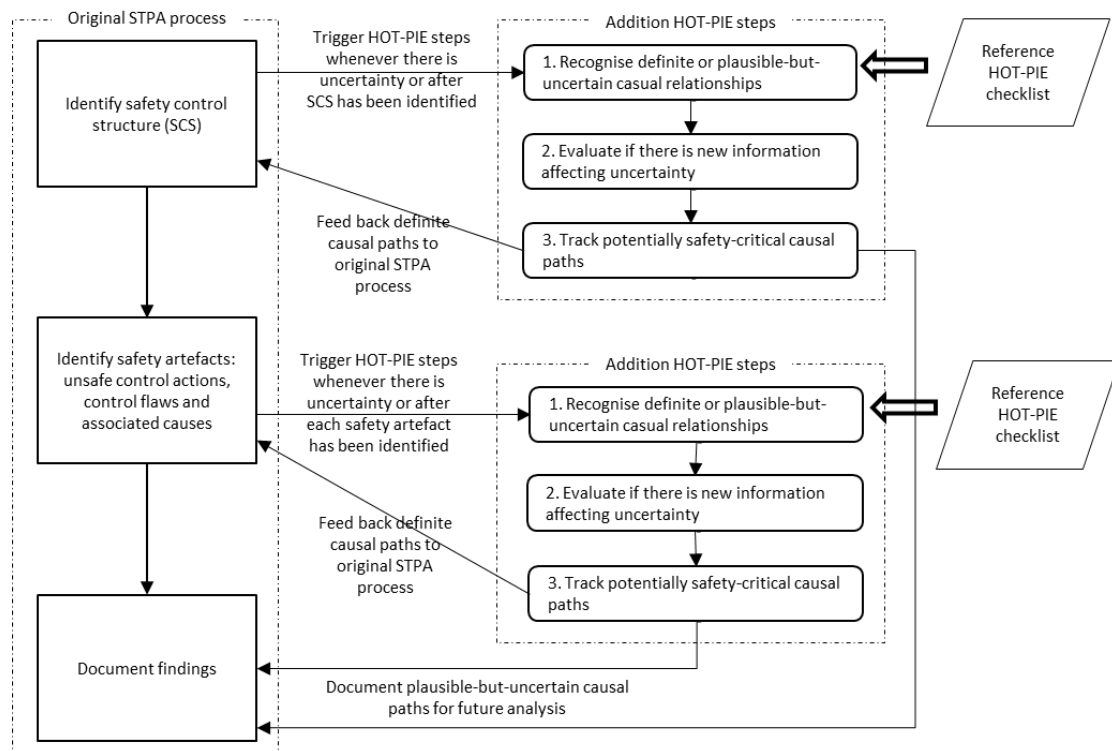 Original STPA process
Addition HOT-PIE steps
Trigger HOT-PIE steps
whenever there is
uncertainty or after
SCS has been identified
1. Recognise definite or plausible-but-
uncertain casual relationships
Reference
HOT-PIE
checklist
Identify safety control
structure (SCS)
2. Evaluate if there is new information
affecting uncertainty
Feed back definite
causal paths to
original STPA
process
3. Track potentially safety-critical causal
paths
Identify safety artefacts:
unsafe control actions,
control flaws and
associated causes
Trigger HOT-PIE steps
whenever there is
uncertainty or after
each safety artefact
has been identified
Addition HOT-PIE steps
1. Recognise definite or plausible-but-
uncertain casual relationships
Reference
HOT-PIE
checklist
2. Evaluate if there is new information
affecting uncertainty
Feed back definite
causal paths to
original STPA
process
3. Track potentially safety-critical causal
paths
Document findings
Document plausible-but-uncertain causal
paths for future analysis